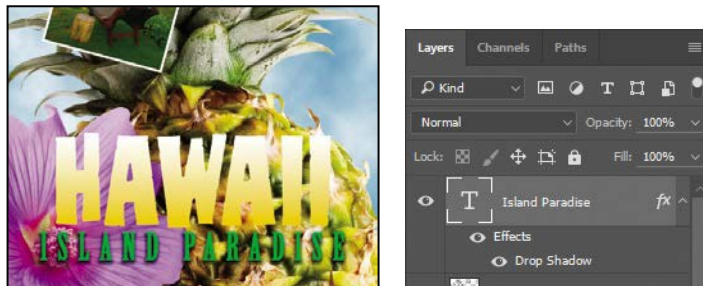 HAWAII
ISLAND PARADISE
Layers Channels Paths
Kind
Normal Opacity: 100%
Lock: Fill: 100%
T Island Paradise fx
Effects
Drop Shadow